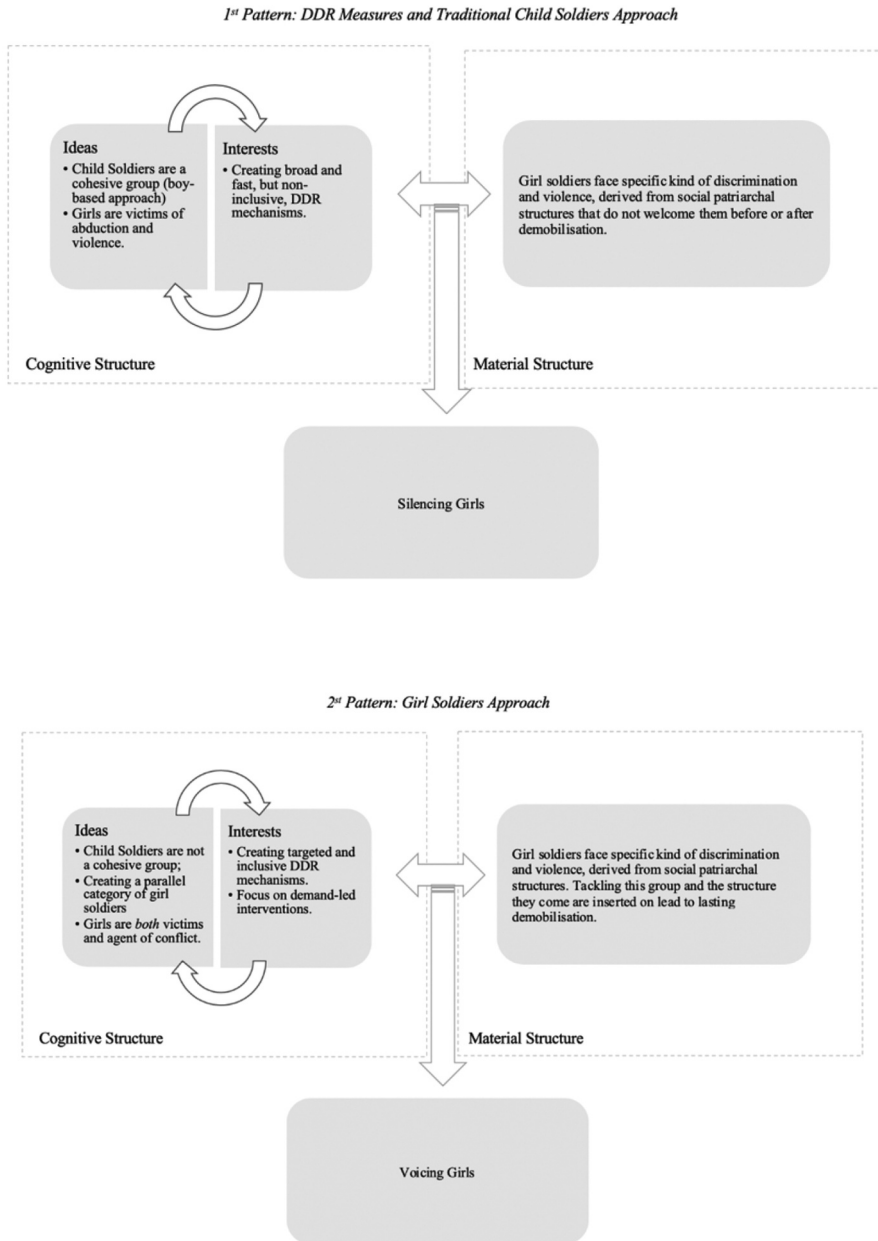 1st Pattern: DDR Measures and Traditional Child Soldiers Approach
Ideas
• Child Soldiers are a
cohesive group (boy-
based approach)
• Girls are victims of
abduction and
violence.
Interests
• Creating broad and
fast, but non-
inclusive, DDR
mechanisms.
Girl soldiers face specific kind of discrimination
and violence, derived from social patriarchal
structures that do not welcome them before or after
demobilisation.
Cognitive Structure
Material Structure
Silencing Girls
2st Pattern: Girl Soldiers Approach
Ideas
• Child Soldiers are not
a cohesive group;
• Creating a parallel
category of girl
soldiers
• Girls are both victims
and agent of conflict.
Interests
• Creating targeted and
inclusive DDR
mechanisms.
• Focus on demand-led
interventions.
Girl soldiers face specific kind of discrimination
and violence, derived from social patriarchal
structures. Tackling this group and the structure
they come are inserted on lead to lasting
demobilisation.
Cognitive Structure
Material Structure
Voicing Girls